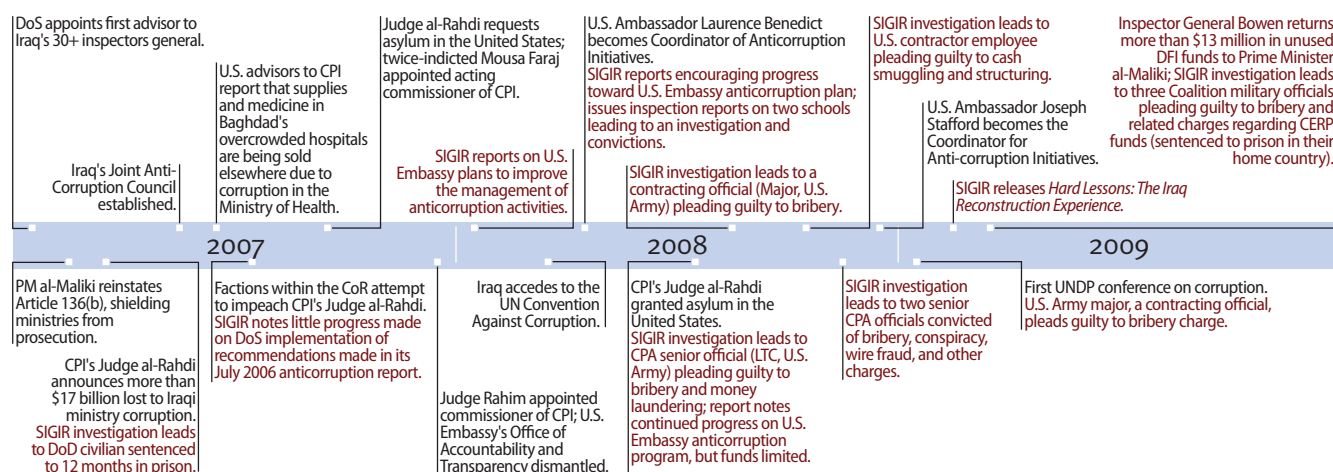 DoS appoints first advisor to
Iraq's 30+ inspectors general.
Iraq's Joint Anti-
Corruption Council
established.
U.S. advisors to CPI
report that supplies
and medicine in
Baghdad's
overcrowded hospitals
are being sold
elsewhere due to
corruption in the
Ministry of Health.
Judge al-Rahdi requests
asylum in the United States;
twice-indicted Mousa Faraj
appointed acting
commissioner of CPI.
SIGIR reports on U.S.
Embassy plans to improve
the management of
anticorruption activities.
U.S. Ambassador Laurence Benedict
becomes Coordinator of Anticorruption
Initiatives.
SIGIR reports encouraging progress
toward U.S. Embassy anticorruption plan;
issues inspection reports on two schools
leading to an investigation and
convictions.
SIGIR investigation leads to a
contracting official (Major, U.S.
Army) pleading guilty to bribery.
SIGIR investigation leads to
U.S. contractor employee
pleading guilty to cash
smuggling and structuring.
U.S. Ambassador Joseph
Stafford becomes the
Coordinator for
Anti-corruption Initiatives.
SIGIR releases Hard Lessons: The Iraq
Reconstruction Experience.
Inspector General Bowen returns
more than $13 million in unused
DFI funds to Prime Minister
al-Maliki; SIGIR investigation leads
to three Coalition military officials
pleading guilty to bribery and
related charges regarding CERP
funds (sentenced to prison in their
home country).
2007
2008
2009
PM al-Maliki reinstates
Article 136(b), shielding
ministries from
prosecution.
CPI's Judge al-Rahdi
announces more than
$17 billion lost to Iraqi
ministry corruption.
SIGIR investigation leads
to DoD civilian sentenced
to 12 months in prison.
Factions within the CoR attempt
to impeach CPI's Judge al-Rahdi.
SIGIR notes little progress made
on DoS implementation of
recommendations made in its
July 2006 anticorruption report.
Judge Rahim appointed
commissioner of CPI; U.S.
Embassy's Office of
Accountability and
Transparency dismantled.
Iraq accedes to the
UN Convention
Against Corruption.
CPI's Judge al-Rahdi
granted asylum in the
United States.
SIGIR investigation leads to
CPA senior official (LTC, U.S.
Army) pleading guilty to
bribery and money
laundering; report notes
continued progress on U.S.
Embassy anticorruption
program, but funds limited.
SIGIR investigation
leads to two senior
CPA officials convicted
of bribery, conspiracy,
wire fraud, and other
charges.
First UNDP conference on corruption.
U.S. Army major, a contracting official,
pleads guilty to bribery charge.